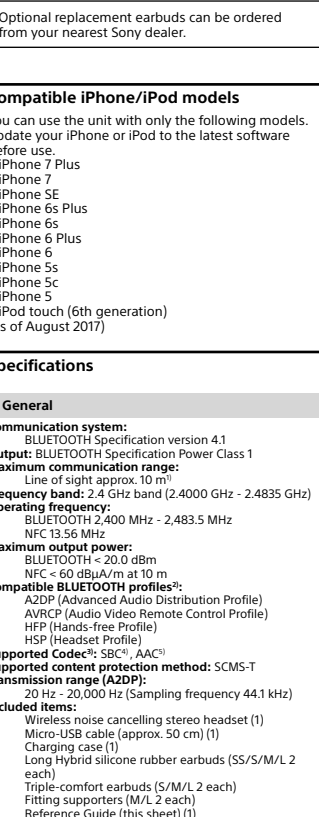 Optional replacement earbuds can be ordered
from your nearest Sony dealer.
ompatible iPhone/iPod models
ou can use the unit with only the following models.
pdate your iPhone or iPod to the latest software
efore use.
iPhone 7 Plus
iPhone 7
iPhone SE
iPhone 6s Plus
iPhone 6s
iPhone 6 Plus
iPhone 6
iPhone 5s
iPhone 5c
iPhone 5
iPod touch (6th generation)
s of August 2017)
pecifications
General
ommunication system:
BLUETOOTH Specification version 4.1
utput: BLUETOOTH Specification Power Class 1
aximum communication range:
Line of sight approx. 10 m¹⁾
equency band: 2.4 GHz band (2.4000 GHz - 2.4835 GHz)
perating frequency:
BLUETOOTH 2,400 MHz - 2,483.5 MHz
NFC 13.56 MHz
aximum output power:
BLUETOOTH < 20.0 dBm
NFC < 60 dBμA/m at 10 m
ompatible BLUETOOTH profiles²⁾:
A2DP (Advanced Audio Distribution Profile)
AVRCP (Audio Video Remote Control Profile)
HFP (Hands-free Profile)
HSP (Headset Profile)
upported Codec³⁾: SBC⁴⁾, AAC⁵⁾
upported content protection method: SCMS-T
ansmission range (A2DP):
20 Hz - 20,000 Hz (Sampling frequency 44.1 kHz)
cluded items:
Wireless noise cancelling stereo headset (1)
Micro-USB cable (approx. 50 cm) (1)
Charging case (1)
Long Hybrid silicone rubber earbuds (SS/S/M/L 2
each)
Triple-comfort earbuds (S/M/L 2 each)
Fitting supporters (M/L 2 each)
Reference Guide (this sheet) (1)